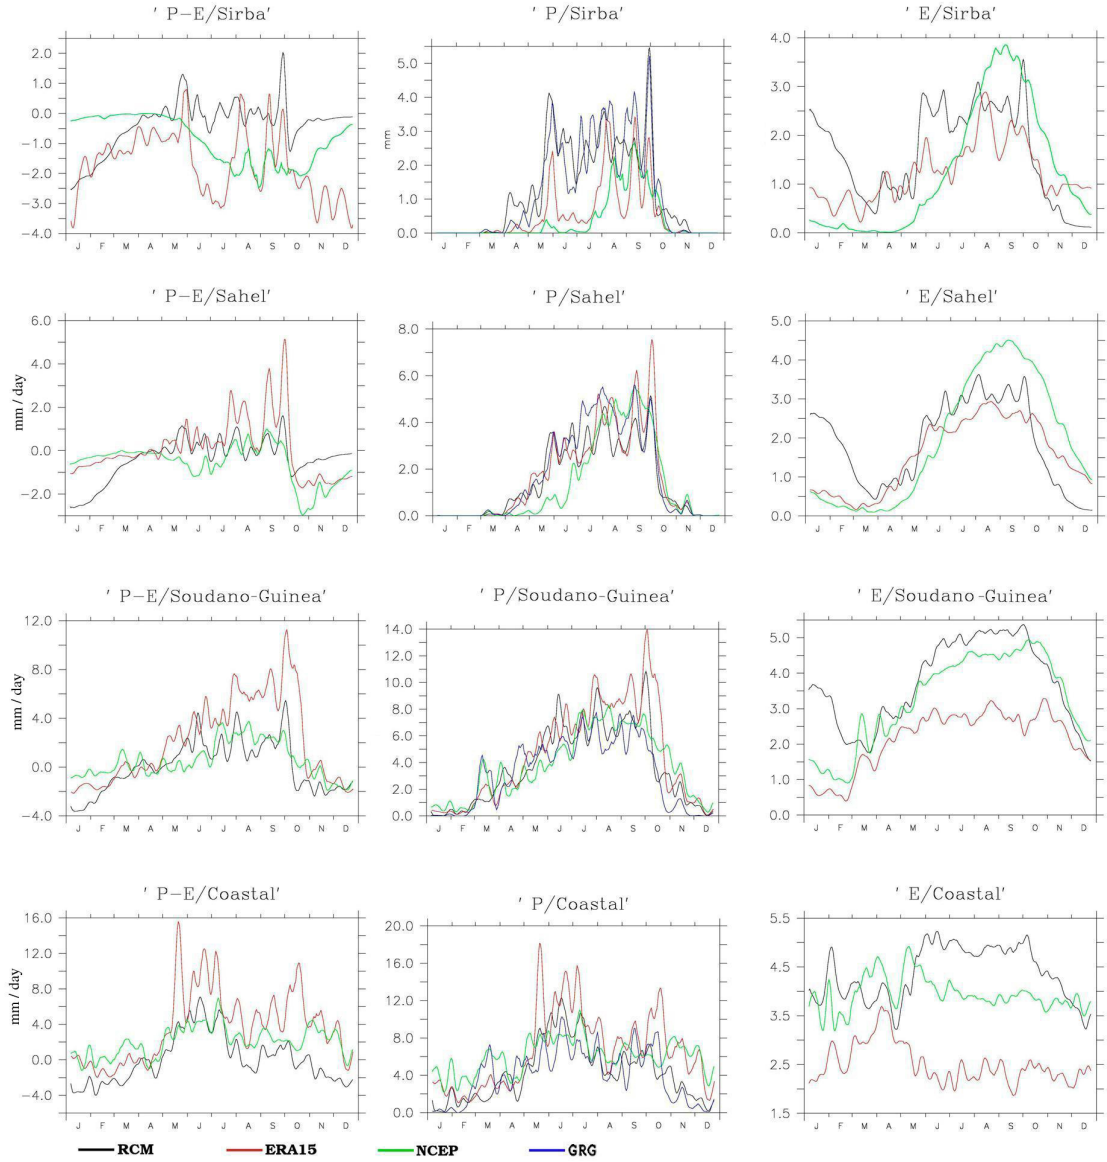 ' P-E/Sirba'
' P/Sirba'
' E/Sirba'
2.0
1.0
0.0
-1.0
-2.0
-3.0
-4.0
J F M A M J J A S O N D
5.0
4.0
3.0
mm
2.0
1.0
0.0
J F M A M J J A S O N D
4.0
3.0
2.0
1.0
0.0
J F M A M J J A S O N D
' P-E/Sahel'
' P/Sahel'
' E/Sahel'
mm / day
6.0
4.0
2.0
0.0
-2.0
J F M A M J J A S O N D
8.0
6.0
4.0
2.0
0.0
J F M A M J J A S O N D
5.0
4.0
3.0
2.0
1.0
0.0
J F M A M J J A S O N D
' P-E/Soudano-Guinea'
' P/Soudano-Guinea'
' E/Soudano-Guinea'
mm / day
12.0
8.0
4.0
0.0
-4.0
J F M A M J J A S O N D
14.0
12.0
10.0
8.0
6.0
4.0
2.0
0.0
J F M A M J J A S O N D
5.0
4.0
3.0
2.0
1.0
0.0
J F M A M J J A S O N D
' P-E/Coastal'
' P/Coastal'
' E/Coastal'
mm / day
16.0
12.0
8.0
4.0
0.0
-4.0
J F M A M J J A S O N D
20.0
16.0
12.0
8.0
4.0
0.0
J F M A M J J A S O N D
5.5
4.5
3.5
2.5
1.5
J F M A M J J A S O N D
RCM ERA15 NCEP GRG